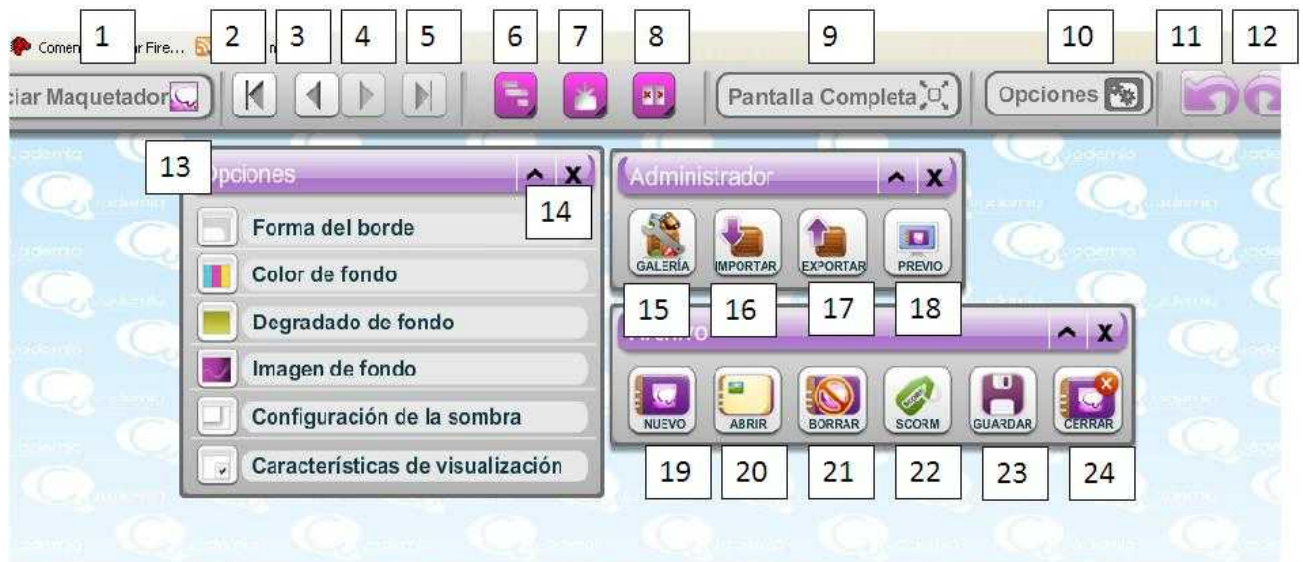 1 2 3 4 5 6 7 8 9 10 11 12
Comen r Fire...
ciar Maquetador Pantalla Completa Opciones
13 Opciones X Administrador X
14
Forma del borde
Color de fondo
Degradado de fondo
Imagen de fondo
Configuración de la sombra
Características de visualización
GALERÍA IMPORTAR EXPORTAR PREVIO
15 16 17 18
X
NUEVO ABRIR BORRAR SCORM GUARDAR CERRAR
19 20 21 22 23 24